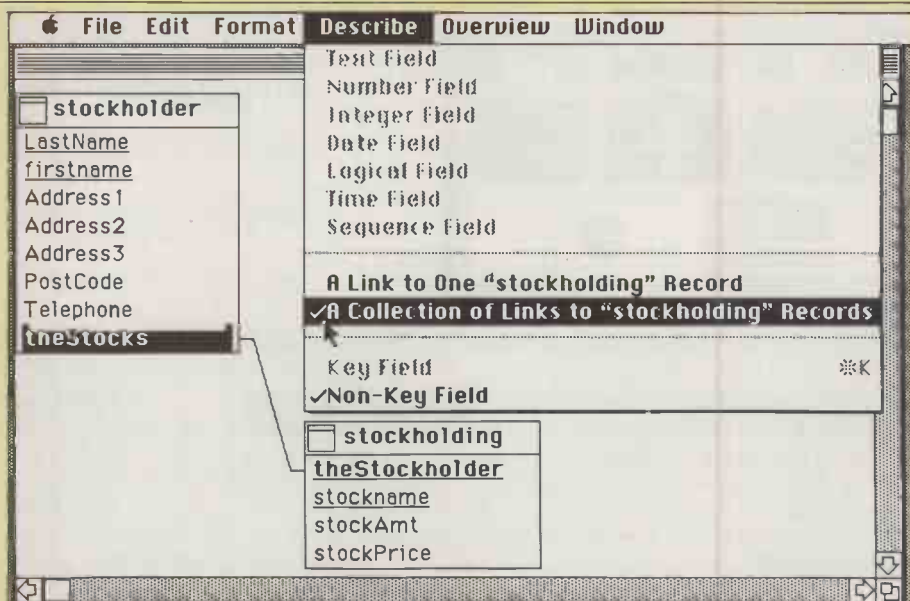 File Edit Format Describe Overview Window
Text Field
Number Field
Integer Field
Date Field
Logical Field
Time Field
Sequence Field
A Link to One “stockholding” Record
✓A Collection of Links to “stockholding” Records
Key Field ⌘K
✓Non-Key Field
stockholder
LastName
firstname
Address1
Address2
Address3
PostCode
Telephone
theStocks
stockholding
theStockholder
stockname
stockAmt
stockPrice